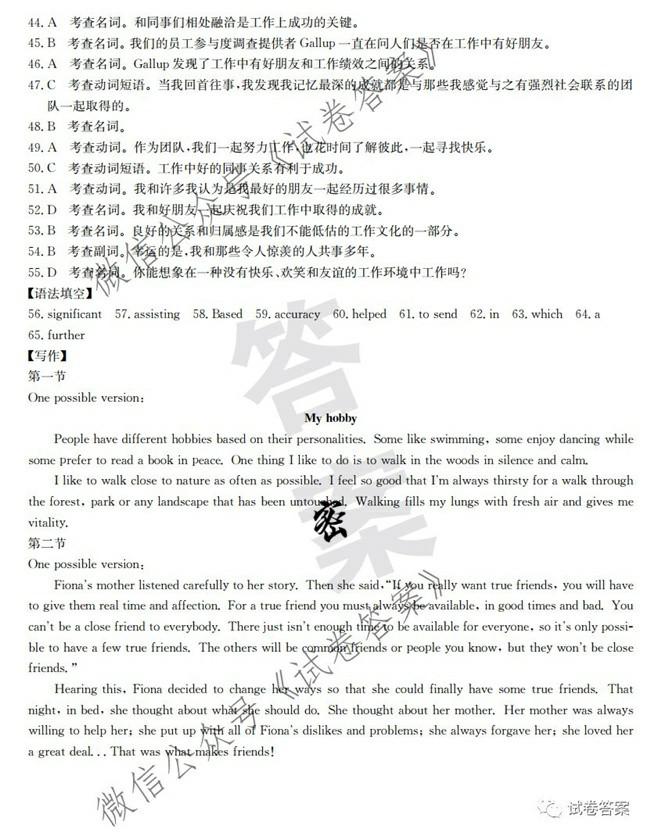 44. A 考查名词。和同事们相处融洽是工作上成功的关键。
45. B 考查名词。我们的员工参与度调查提供者 Gallup 一直在问人们是否在工作中有好朋友。
46. A 考查名词。Gallup 发现了工作中有好朋友和工作绩效之间的关系。
47. C 考查动词短语。当我回首往事,我发现我记忆最深的成就都是与那些我感觉与之有强烈社会联系的团
队一起取得的。
48. B 考查名词。
49. A 考查动词。作为团队,我们一起努力工作,也花时间了解彼此,一起寻找快乐。
50. C 考查动词短语。工作中好的同事关系有利于成功。
51. A 考查动词。我和许多我认为是我最好的朋友一起经历过很多事情。
52. D 考查名词。我和好朋友一起庆祝我们工作中取得的成就。
53. B 考查名词。良好的关系和归属感是我们不能低估的工作文化的一部分。
54. B 考查副词。幸运的是,我和那些令人惊羡的人共事多年。
55. D 考查名词。你能想象在一种没有快乐、欢笑和友谊的工作环境中工作吗?
【语法填空】
56. significant 57. assisting 58. Based 59. accuracy 60. helped 61. to send 62. in 63. which 64. a
65. further
【写作】
第一节
One possible version:
My hobby
People have different hobbies based on their personalities. Some like swimming, some enjoy dancing while
some prefer to read a book in peace. One thing I like to do is to walk in the woods in silence and calm.
I like to walk close to nature as often as possible. I feel so good that I'm always thirsty for a walk through
the forest, park or any landscape that has been untouched. Walking fills my lungs with fresh air and gives me
vitality.
第二节
One possible version:
Fiona's mother listened carefully to her story. Then she said,"If you really want true friends, you will have
to give them real time and affection. For a true friend you must always be available, in good times and bad. You
can't be a close friend to everybody. There just isn't enough time to be available for everyone, so it's only possi-
ble to have a few true friends. The others will be common friends or people you know, but they won't be close
friends."
Hearing this, Fiona decided to change her ways so that she could finally have some true friends. That
night, in bed, she thought about what she should do. She thought about her mother. Her mother was always
willing to help her; she put up with all of Fiona's dislikes and problems; she always forgave her; she loved her
a great deal... That was what makes friends!
答案
密
微信公众号《试卷答案》
微信公众号《试卷答案》
试卷答案